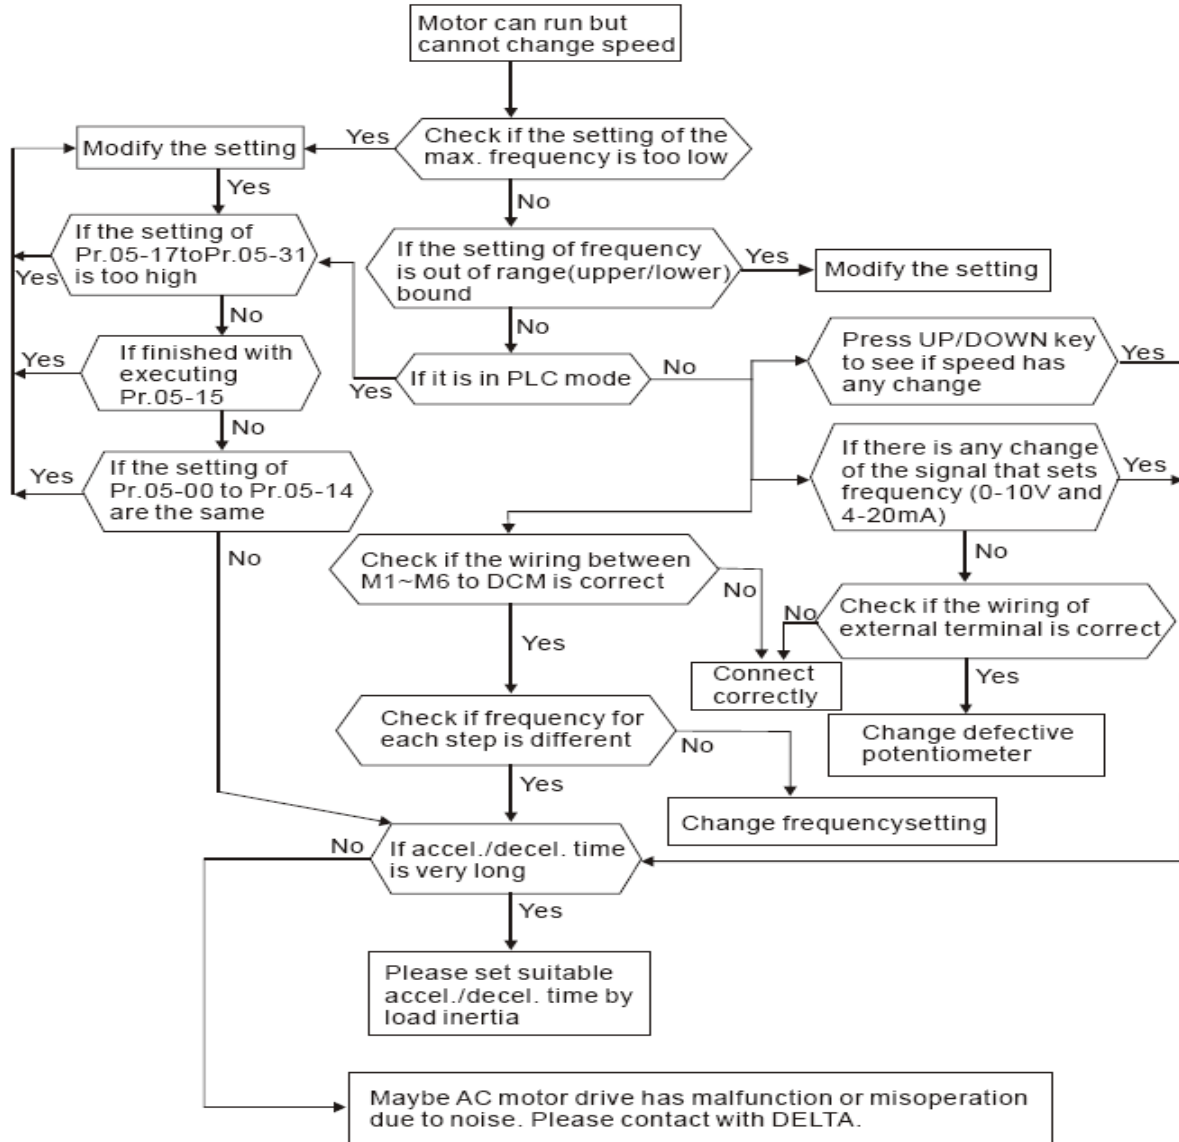 Motor can run but
cannot change speed
Yes
Check if the setting of the
max. frequency is too low
Modify the setting
Yes
No
If the setting of
Pr.05-17toPr.05-31
is too high
Yes
If the setting of frequency
is out of range(upper/lower)
bound
Yes
Modify the setting
No
No
Press UP/DOWN key
to see if speed has
any change
Yes
Yes
If finished with
executing
Pr.05-15
Yes
If it is in PLC mode
No
No
If there is any change
of the signal that sets
frequency (0-10V and
4-20mA)
Yes
Yes
If the setting of
Pr.05-00 to Pr.05-14
are the same
No
Check if the wiring between
M1~M6 to DCM is correct
No
No
No
Check if the wiring of
external terminal is correct
Yes
Connect
correctly
Yes
Check if frequency for
each step is different
No
Change defective
potentiometer
Yes
Change frequencysetting
No
If accel./decel. time
is very long
Yes
Please set suitable
accel./decel. time by
load inertia
Maybe AC motor drive has malfunction or misoperation
due to noise. Please contact with DELTA.